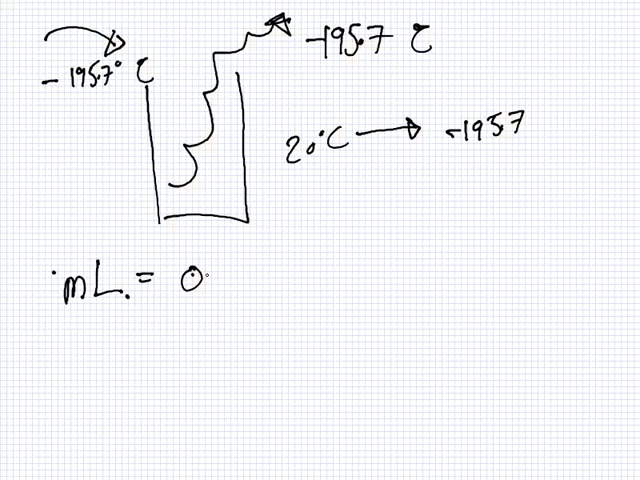 -195.7 °C
- 195.7° C
20°C → -195.7
mL. = 0.